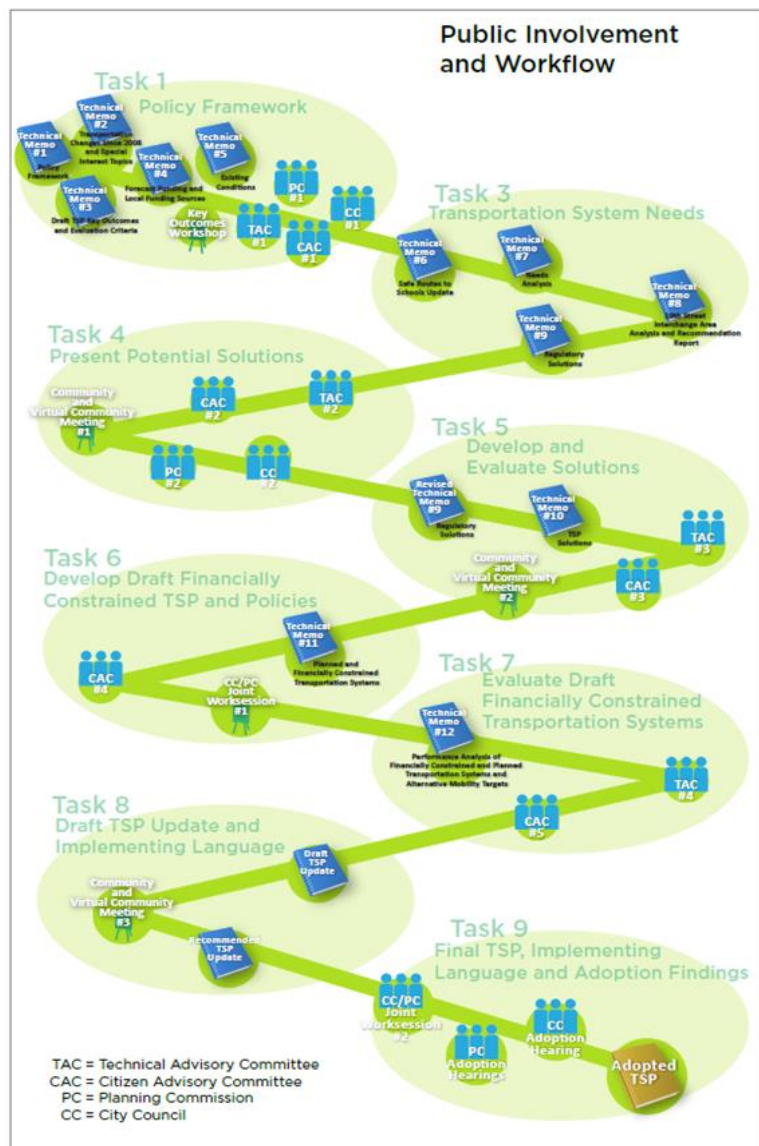 Public Involvement
and Workflow
Task 1
Policy Framework
Technical
Memo
#1
Policy
Framework
Technical
Memo
#2
Transportation
Changes Since 2008
and Special
Interest Topics
Technical
Memo
#3
Draft TSP Key Outcomes
and Evaluation Criteria
Technical
Memo
#4
Forecast Funding and
Local Funding Sources
Technical
Memo
#5
Existing
Conditions
Key
Outcomes
Workshop
TAC
#1
PC
#1
CAC
#1
CC
#1
Task 3
Transportation System Needs
Technical
Memo
#6
Safe Routes to
Schools Update
Technical
Memo
#7
Needs
Analysis
Technical
Memo
#8
Street
Interchange Area
Analysis and Recommendation
Report
Technical
Memo
#9
Regulatory
Solutions
Task 4
Present Potential Solutions
TAC
#2
CAC
#2
Community
and
Virtual Community
Meeting
#1
PC
#2
CC
#2
Task 5
Develop and
Evaluate Solutions
Revised
Technical
Memo
#9
Regulatory
Solutions
Technical
Memo
#10
TSP
Solutions
TAC
#3
CAC
#3
Community
and
Virtual Community
Meeting
#2
Task 6
Develop Draft Financially
Constrained TSP and Policies
Technical
Memo
#11
Planned and
Financially Constrained
Transportation Systems
CAC
#4
CC/PC
Joint
Worksession
#1
Task 7
Evaluate Draft
Financially Constrained
Transportation Systems
Technical
Memo
#12
Performance Analysis of
Financially Constrained and Planned
Transportation Systems and
Alternative Mobility Targets
TAC
#4
CAC
#5
Task 8
Draft TSP Update and
Implementing Language
Draft
TSP
Update
Community
and
Virtual Community
Meeting
#3
Recommended
TSP
Update
Task 9
Final TSP, Implementing
Language and Adoption Findings
CC/PC
Joint
Worksession
#2
PC
Adoption
Hearings
CC
Adoption
Hearing
Adopted
TSP
TAC = Technical Advisory Committee
CAC = Citizen Advisory Committee
PC = Planning Commission
CC = City Council